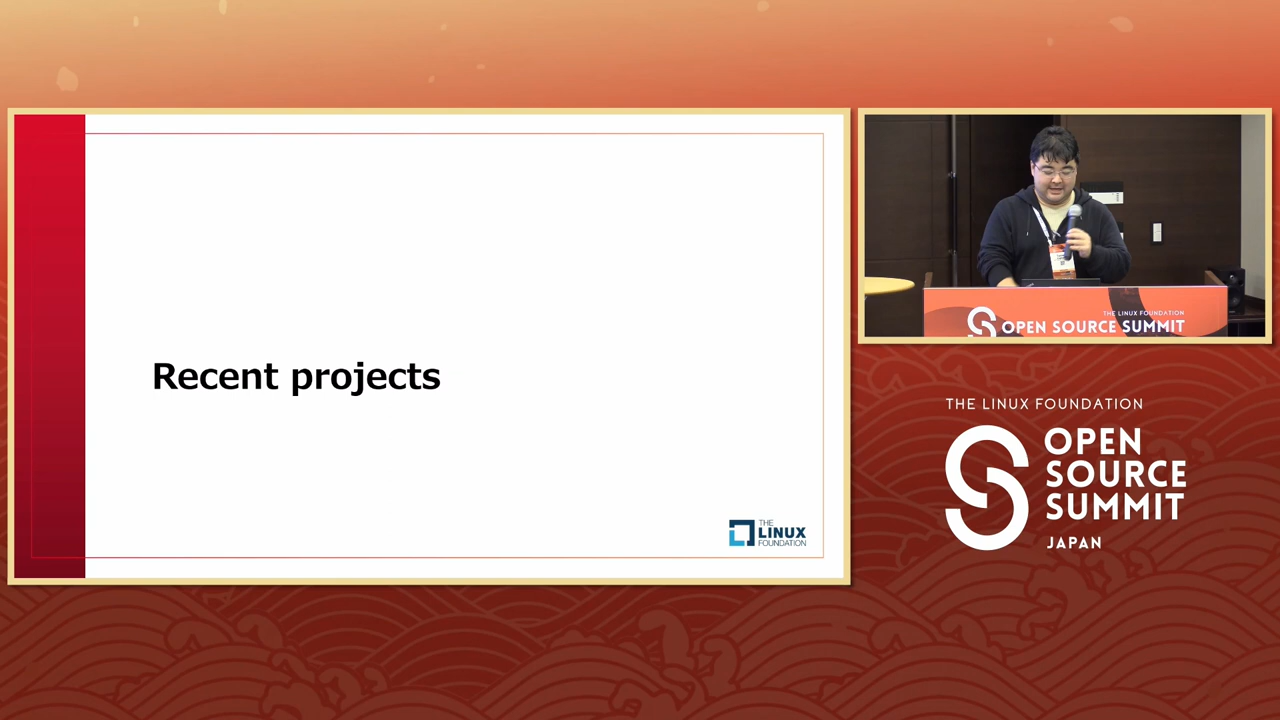 Recent projects
THE
LINUX
FOUNDATION
THE LINUX FOUNDATION
OPEN SOURCE SUMMIT
THE LINUX FOUNDATION
OPEN
SOURCE
SUMMIT
JAPAN